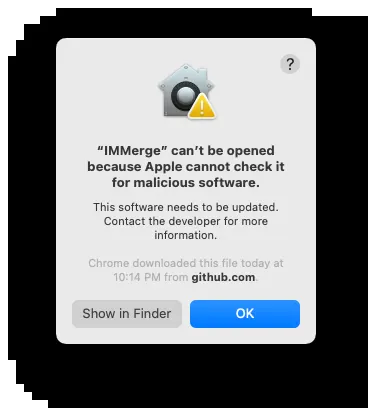 ?
“IMMerge” can’t be opened
because Apple cannot check it
for malicious software.
This software needs to be updated.
Contact the developer for more
information.
Chrome downloaded this file today at
10:14 PM from github.com.
Show in Finder OK